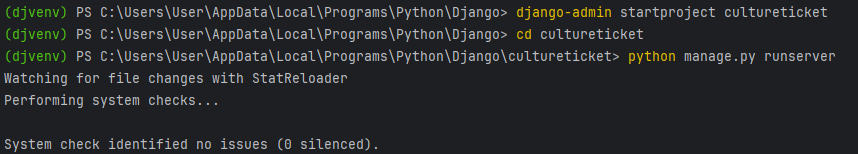 (djvenv) PS C:\Users\User\AppData\Local\Programs\Python\Django> django-admin startproject cultureticket
(djvenv) PS C:\Users\User\AppData\Local\Programs\Python\Django> cd cultureticket
(djvenv) PS C:\Users\User\AppData\Local\Programs\Python\Django\cultureticket> python manage.py runserver
Watching for file changes with StatReloader
Performing system checks...
System check identified no issues (0 silenced).